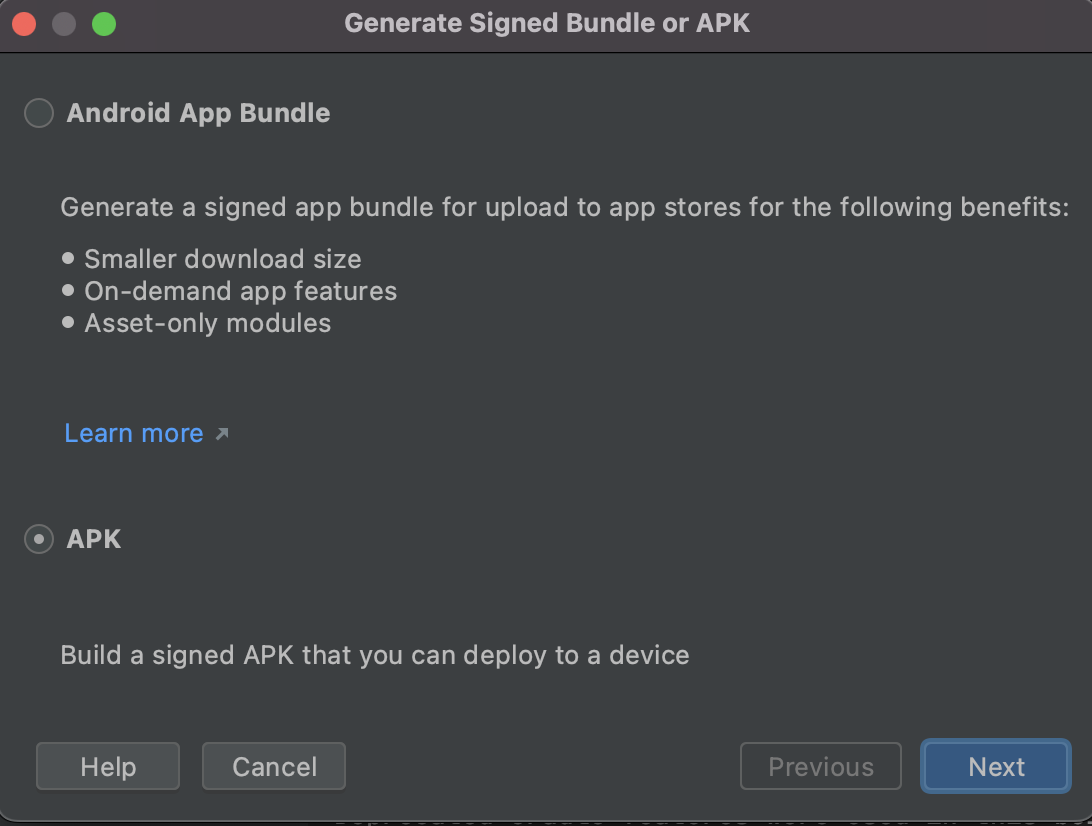 Generate Signed Bundle or APK
Android App Bundle
Generate a signed app bundle for upload to app stores for the following benefits:
Smaller download size
On-demand app features
Asset-only modules
Learn more
APK
Build a signed APK that you can deploy to a device
Help Cancel Previous Next